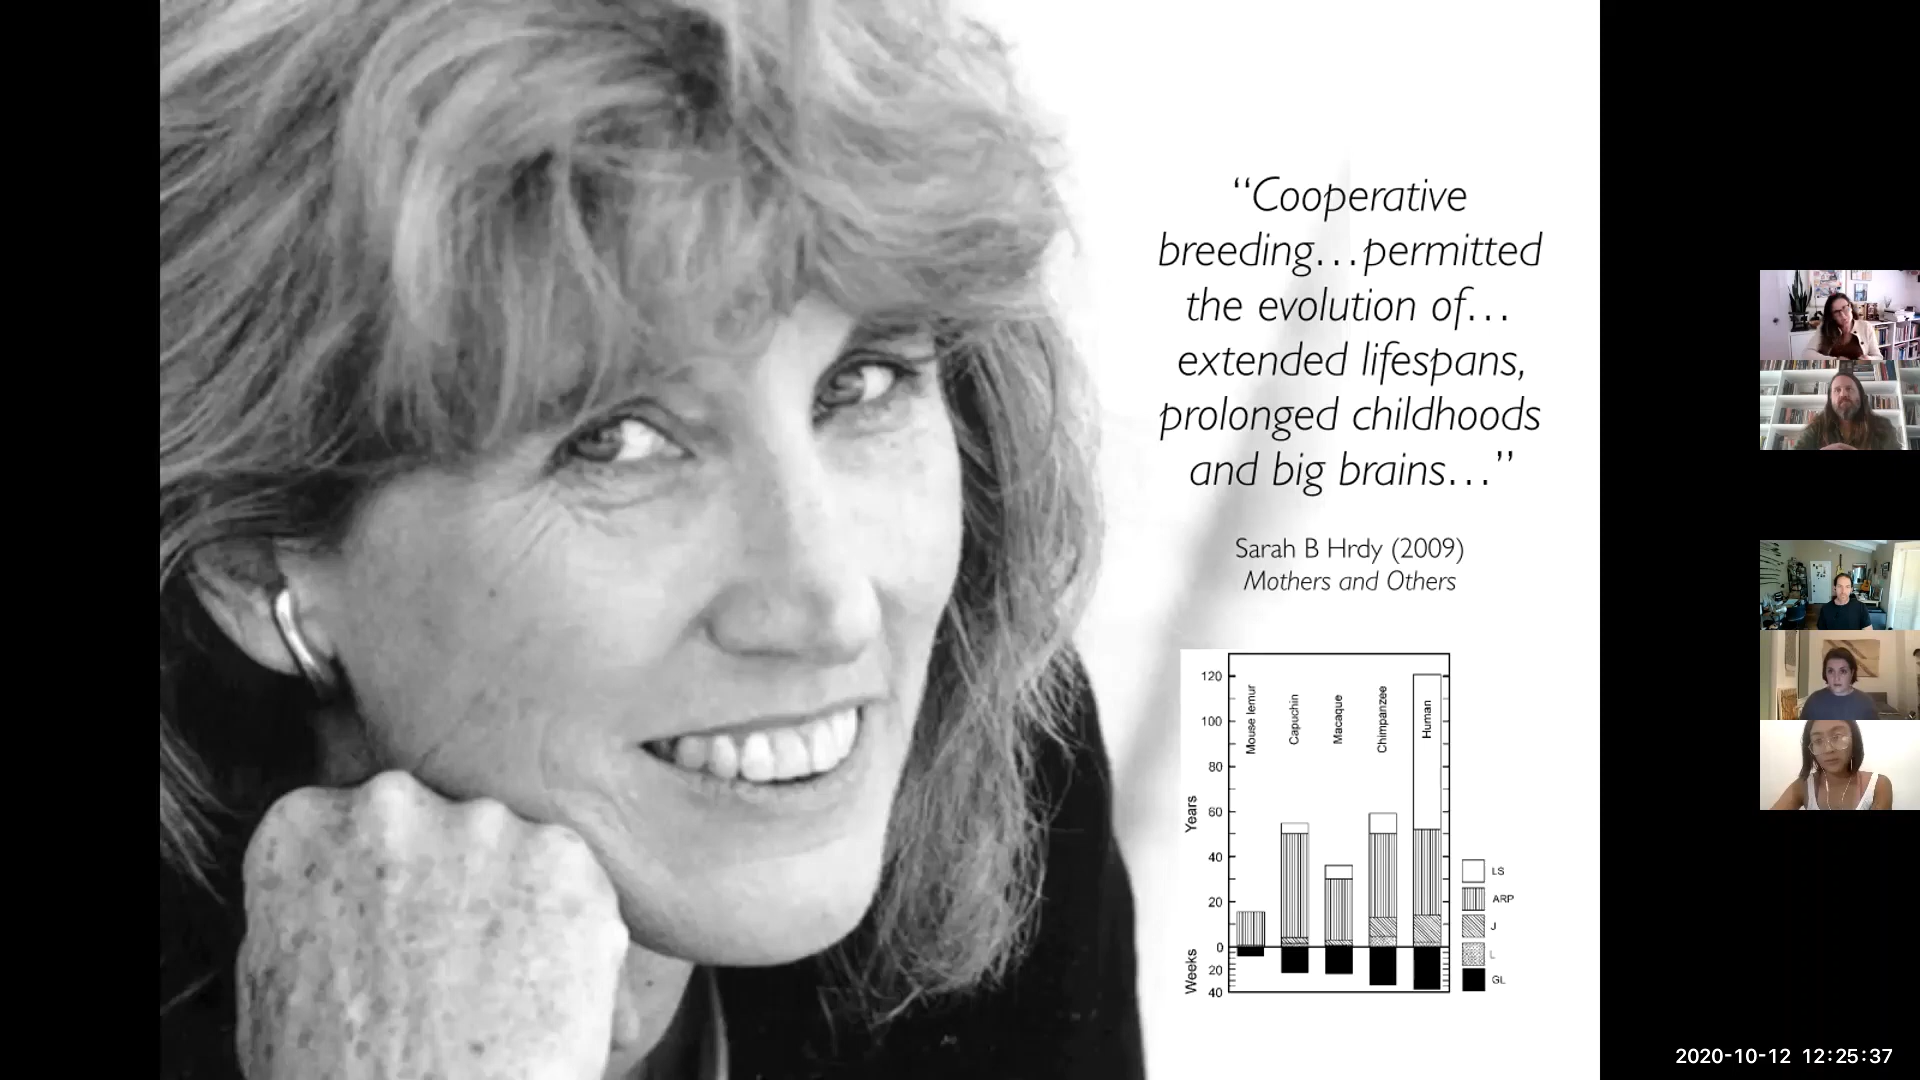 “Cooperative
breeding…permitted
the evolution of…
extended lifespans,
prolonged childhoods
and big brains…”
Sarah B Hrdy (2009)
Mothers and Others
Years
120
100
80
60
40
20
0
Weeks
20
40
Mouse lemur
Capuchin
Macaque
Chimpanzee
Human
LS
ARP
J
L
GL
2020-10-12 12:25:37